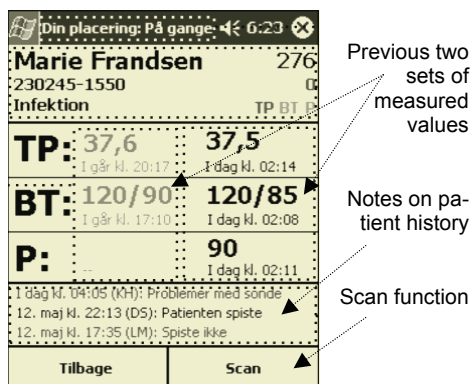 Din placering: På gange: 6:23
Marie Frandsen 276
230245-1550 0
Infektion TP BT P
TP: 37,6 37,5
I går kl. 20:17 I dag kl. 02:14
BT: 120/90 120/85
I går kl. 17:10 I dag kl. 02:08
P: 90
-- I dag kl. 02:11
I dag kl. 04:05 (KH): Problemer med sonde
12. maj kl. 22:13 (DS): Patienten spiste
12. maj kl. 17:35 (LM): Spiste ikke
Tilbage Scan
Previous two
sets of
measured
values
Notes on pa-
tient history
Scan function